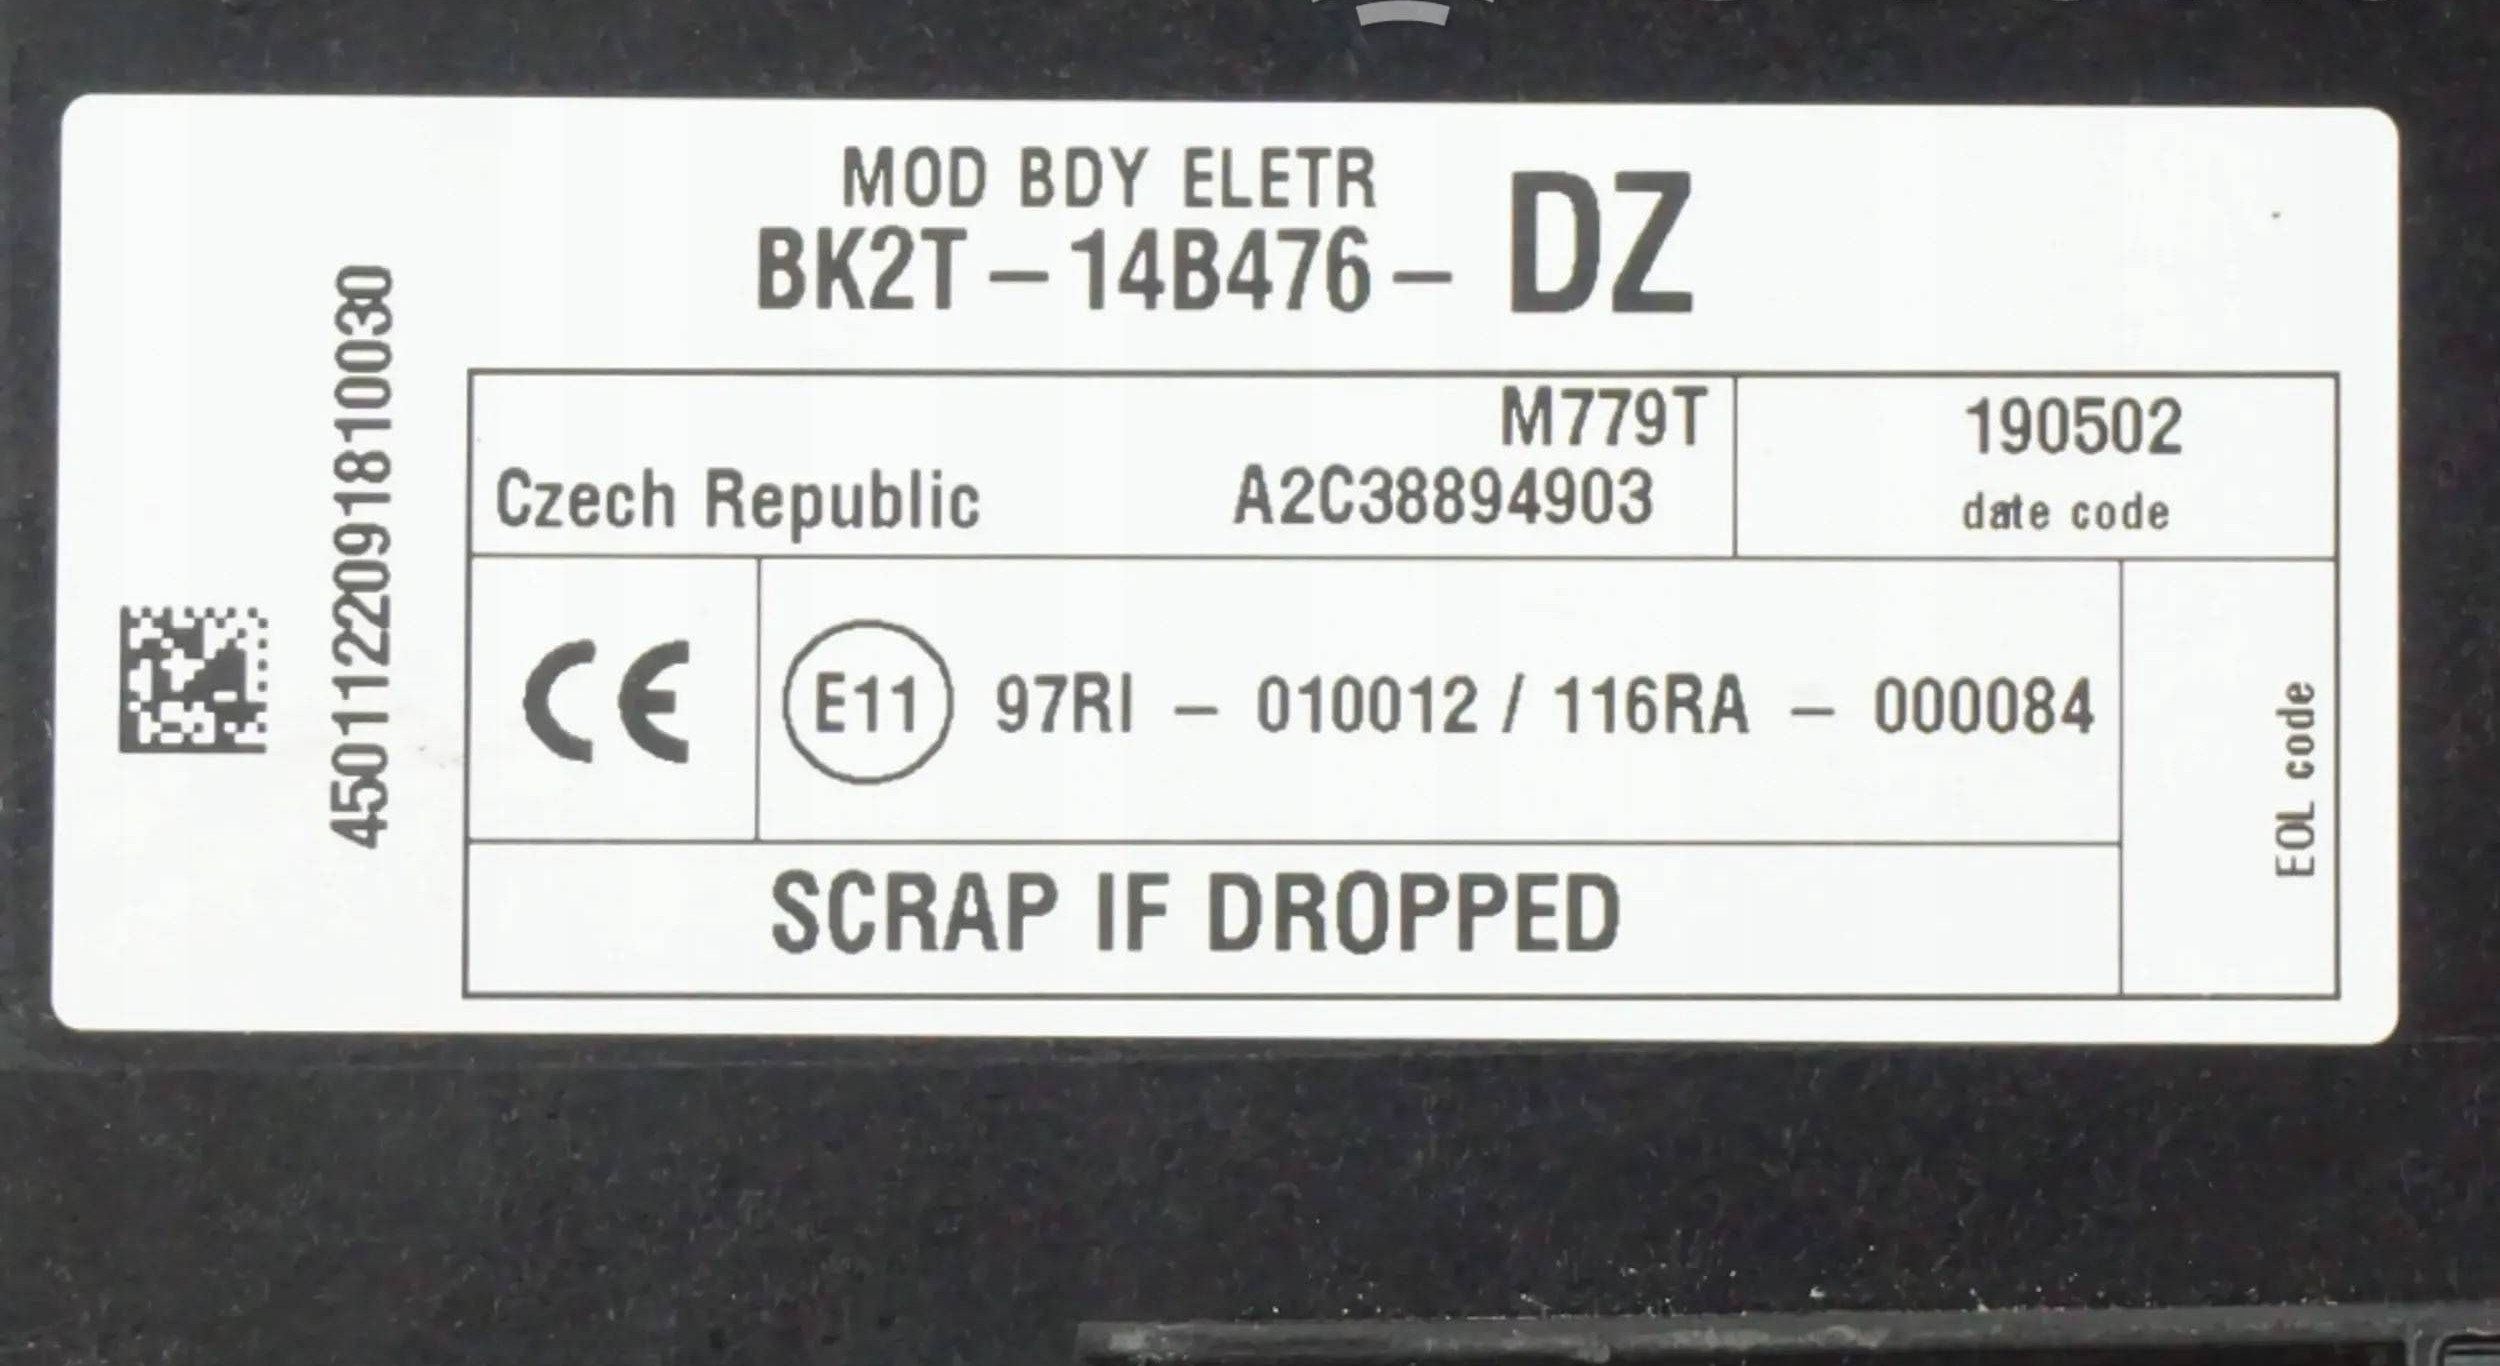 MOD BDY ELETR
BK2T – 14B476 – DZ
4501122091810030
M779T
Czech Republic A2C38894903
190502
date code
CE
E11 97RI – 010012 / 116RA – 000084
EOL code
SCRAP IF DROPPED